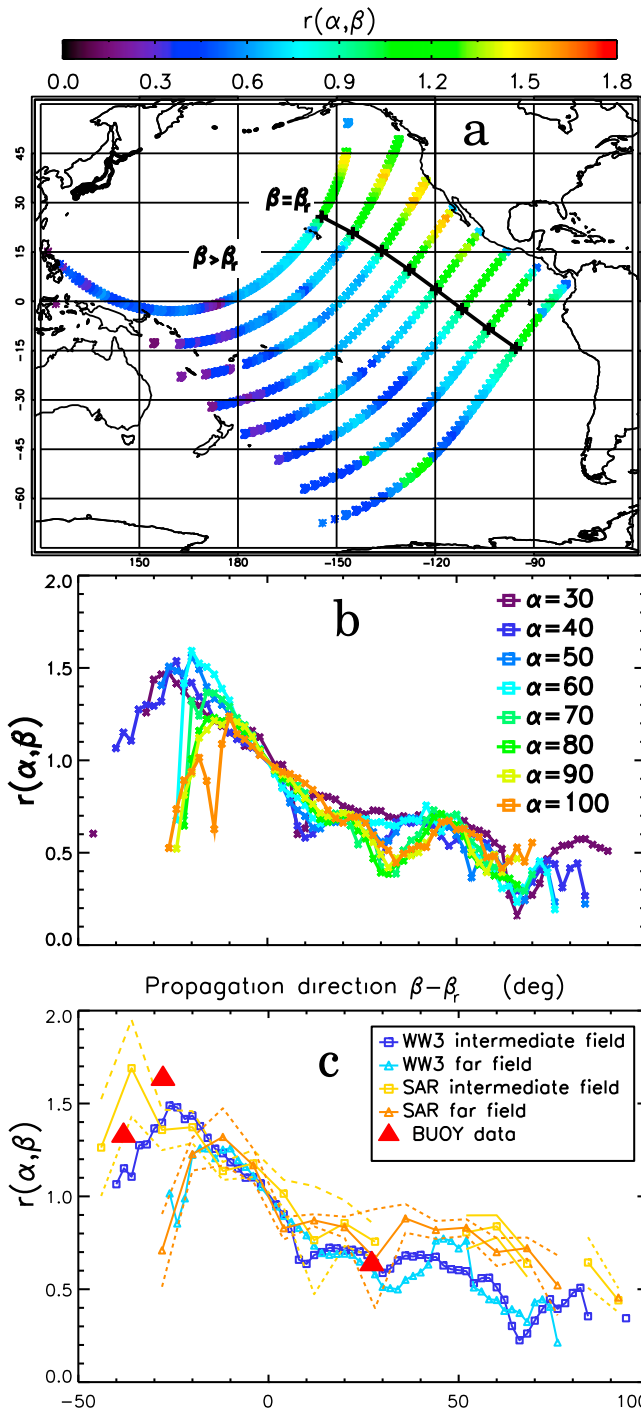 r(α,β)
0.0 0.3 0.6 0.9 1.2 1.5 1.8
a
45
30
15
0
-15
-30
-45
-60
β=βr
β>βr
150 180 -150 -120 -90
b
2.0
1.5
1.0
0.5
0.0
r(α,β)
α=30
α=40
α=50
α=60
α=70
α=80
α=90
α=100
Propagation direction β−βr (deg)
c
2.0
1.5
1.0
0.5
0.0
r(α,β)
WW3 intermediate field
WW3 far field
SAR intermediate field
SAR far field
BUOY data
-50 0 50 100